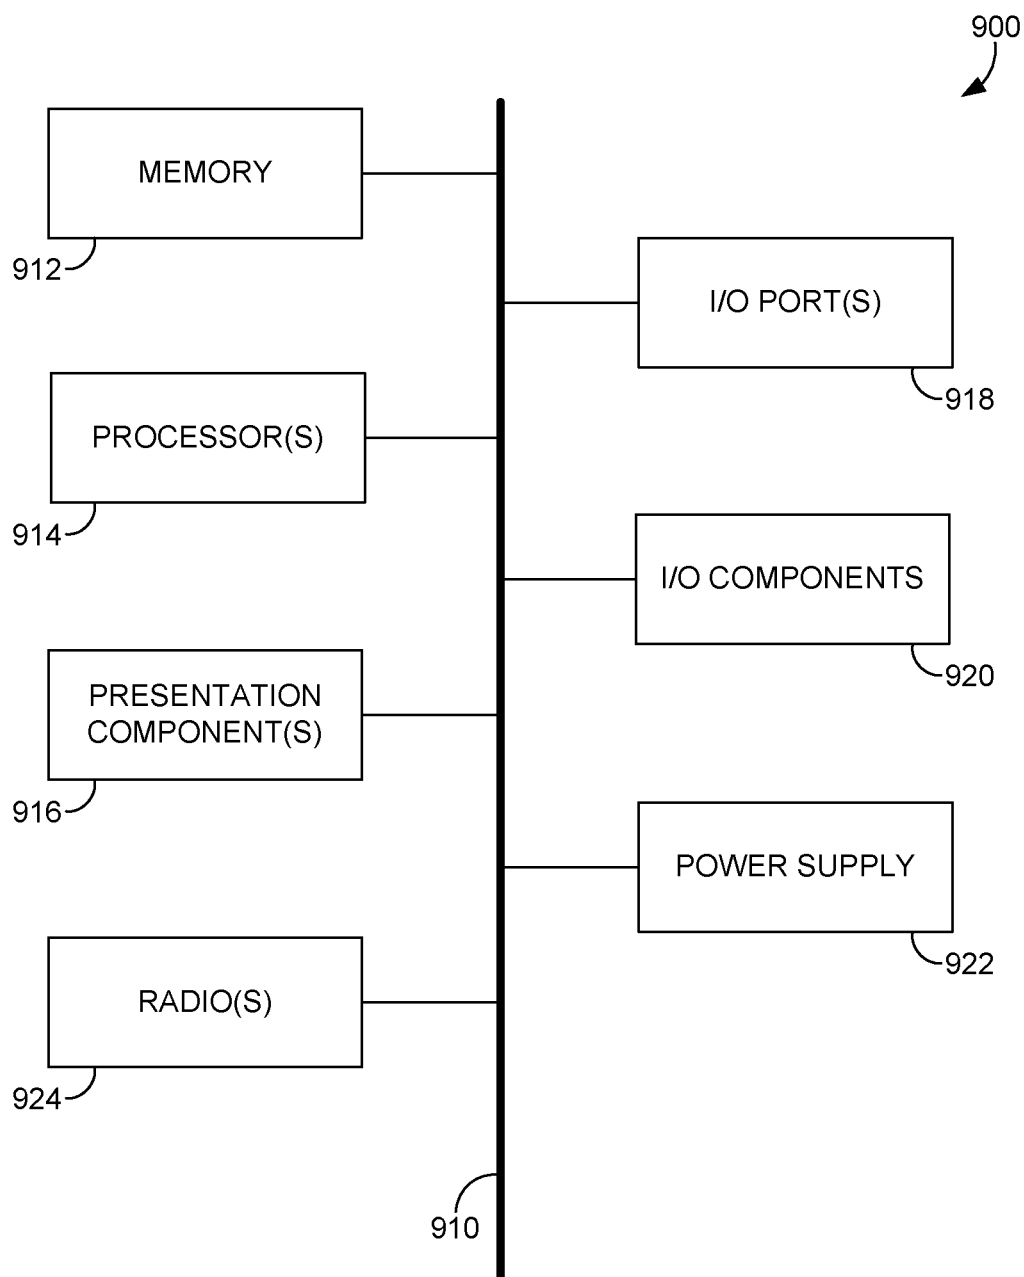 900
MEMORY
912
I/O PORT(S)
918
PROCESSOR(S)
914
I/O COMPONENTS
920
PRESENTATION
COMPONENT(S)
916
POWER SUPPLY
922
RADIO(S)
924
910